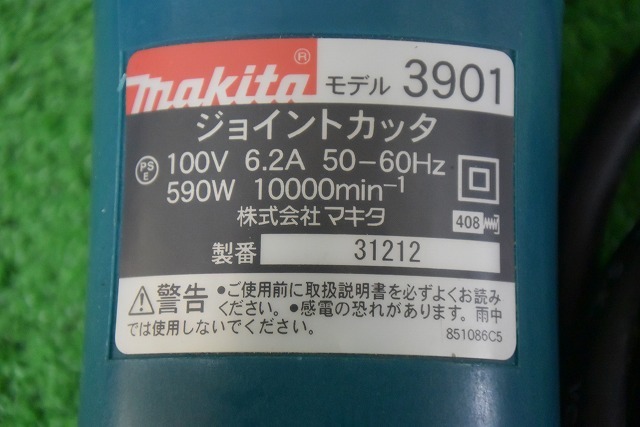 makita® モデル 3901
ジョイントカッタ
PSE 100V 6.2A 50-60Hz
590W 10000min⁻¹
株式会社 マキタ
408
製番 31212
⚠警告 •ご使用前に取扱説明書を必ずよくお読み
ください。•感電の恐れがあります。雨中
では使用しないでください。
851086C5